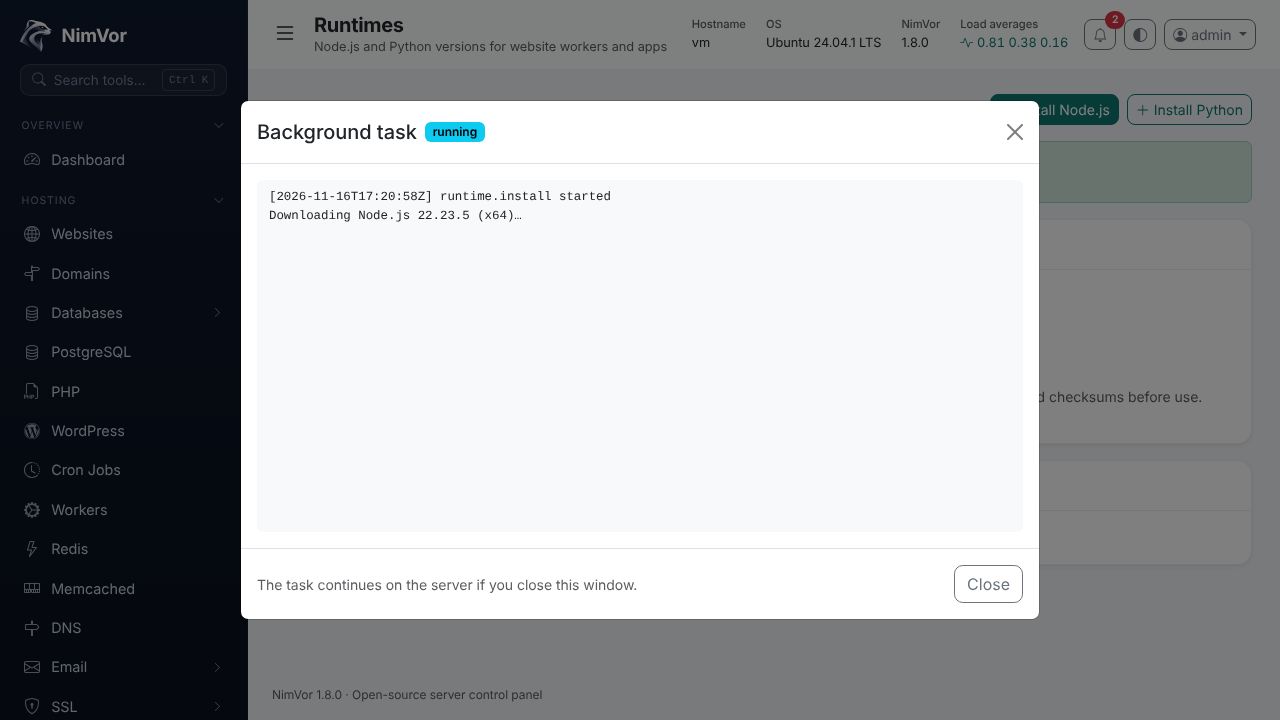 NimVor
Search tools...
Ctrl K
OVERVIEW
Dashboard
HOSTING
Websites
Domains
Databases
PostgreSQL
PHP
WordPress
Cron Jobs
Workers
Redis
Memcached
DNS
Email
SSL
Runtimes
Node.js and Python versions for website workers and apps
Hostname
vm
OS
Ubuntu 24.04.1 LTS
NimVor
1.8.0
Load averages
0.81 0.38 0.16
2
admin
all Node.js
Install Python
Background task
running
[2026-11-16T17:20:58Z] runtime.install started
Downloading Node.js 22.23.5 (x64)…
checksums before use.
The task continues on the server if you close this window.
Close
NimVor 1.8.0 · Open-source server control panel